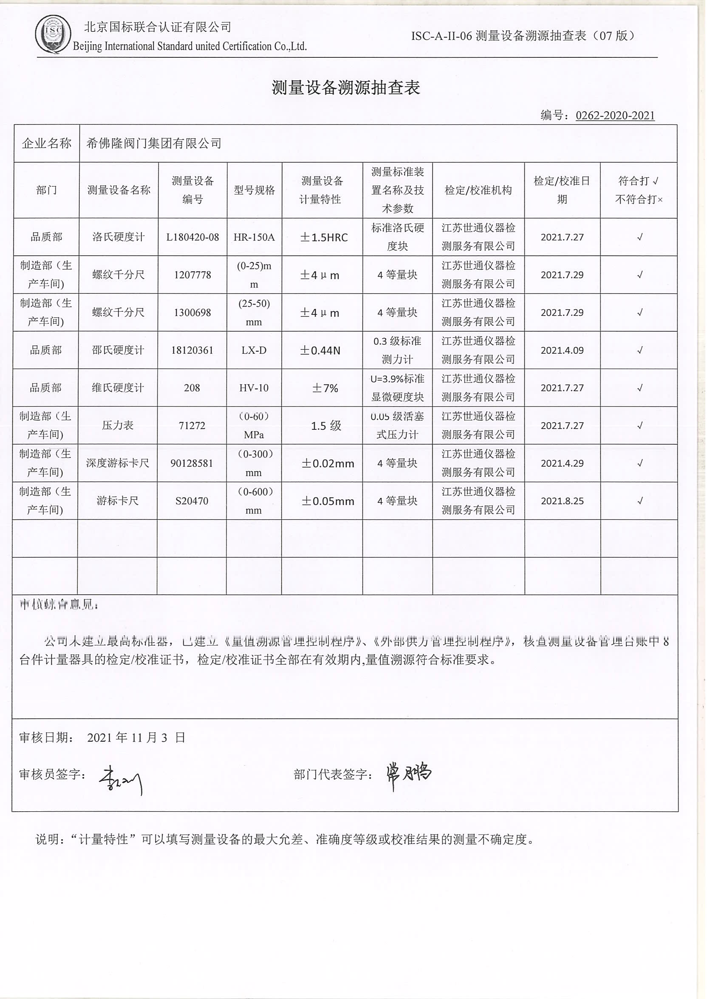 ISC
北京国标联合认证有限公司
Beijing International Standard united Certification Co.,Ltd.
ISC-A-II-06 测量设备溯源抽查表（07 版）
测量设备溯源抽查表
编号：0262-2020-2021
企业名称 希佛隆阀门集团有限公司
部门 测量设备名称 测量设备编号 型号规格 测量设备计量特性 测量标准装置名称及技术参数 检定/校准机构 检定/校准日期 符合打√ 不符合打×
品质部 洛氏硬度计 L180420-08 HR-150A ±1.5HRC 标准洛氏硬度块 江苏世通仪器检测服务有限公司 2021.7.27 √
制造部（生产车间） 螺纹千分尺 1207778 (0-25)mm ±4μm 4 等量块 江苏世通仪器检测服务有限公司 2021.7.29 √
制造部（生产车间） 螺纹千分尺 1300698 (25-50)mm ±4μm 4 等量块 江苏世通仪器检测服务有限公司 2021.7.29 √
品质部 邵氏硬度计 18120361 LX-D ±0.44N 0.3 级标准测力计 江苏世通仪器检测服务有限公司 2021.4.09 √
品质部 维氏硬度计 208 HV-10 ±7% U=3.9%标准显微硬度块 江苏世通仪器检测服务有限公司 2021.7.27 √
制造部（生产车间） 压力表 71272 （0-60）MPa 1.5 级 0.05 级活塞式压力计 江苏世通仪器检测服务有限公司 2021.7.27 √
制造部（生产车间） 深度游标卡尺 90128581 （0-300）mm ±0.02mm 4 等量块 江苏世通仪器检测服务有限公司 2021.4.29 √
制造部（生产车间） 游标卡尺 S20470 （0-600）mm ±0.05mm 4 等量块 江苏世通仪器检测服务有限公司 2021.8.25 √
审核综合意见：
公司未建立最高标准器，已建立《量值溯源管理控制程序》、《外部供方管理控制程序》，核查测量设备管理台账中 8
台件计量器具的检定/校准证书，检定/校准证书全部在有效期内,量值溯源符合标准要求。
审核日期： 2021 年 11 月 3 日
审核员签字： 部门代表签字：常鹏
说明：“计量特性”可以填写测量设备的最大允差、准确度等级或校准结果的测量不确定度。